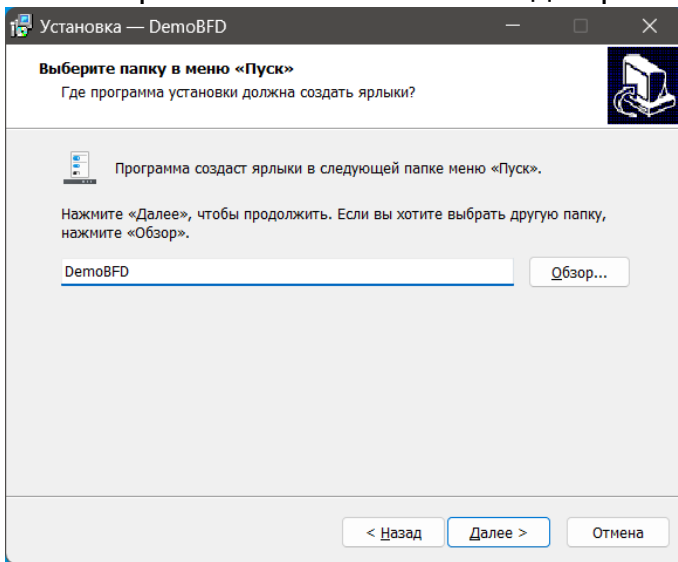 Установка — DemoBFD
Выберите папку в меню «Пуск»
Где программа установки должна создать ярлыки?
Программа создаст ярлыки в следующей папке меню «Пуск».
Нажмите «Далее», чтобы продолжить. Если вы хотите выбрать другую папку,
нажмите «Обзор».
DemoBFD
Обзор...
< Назад
Далее >
Отмена